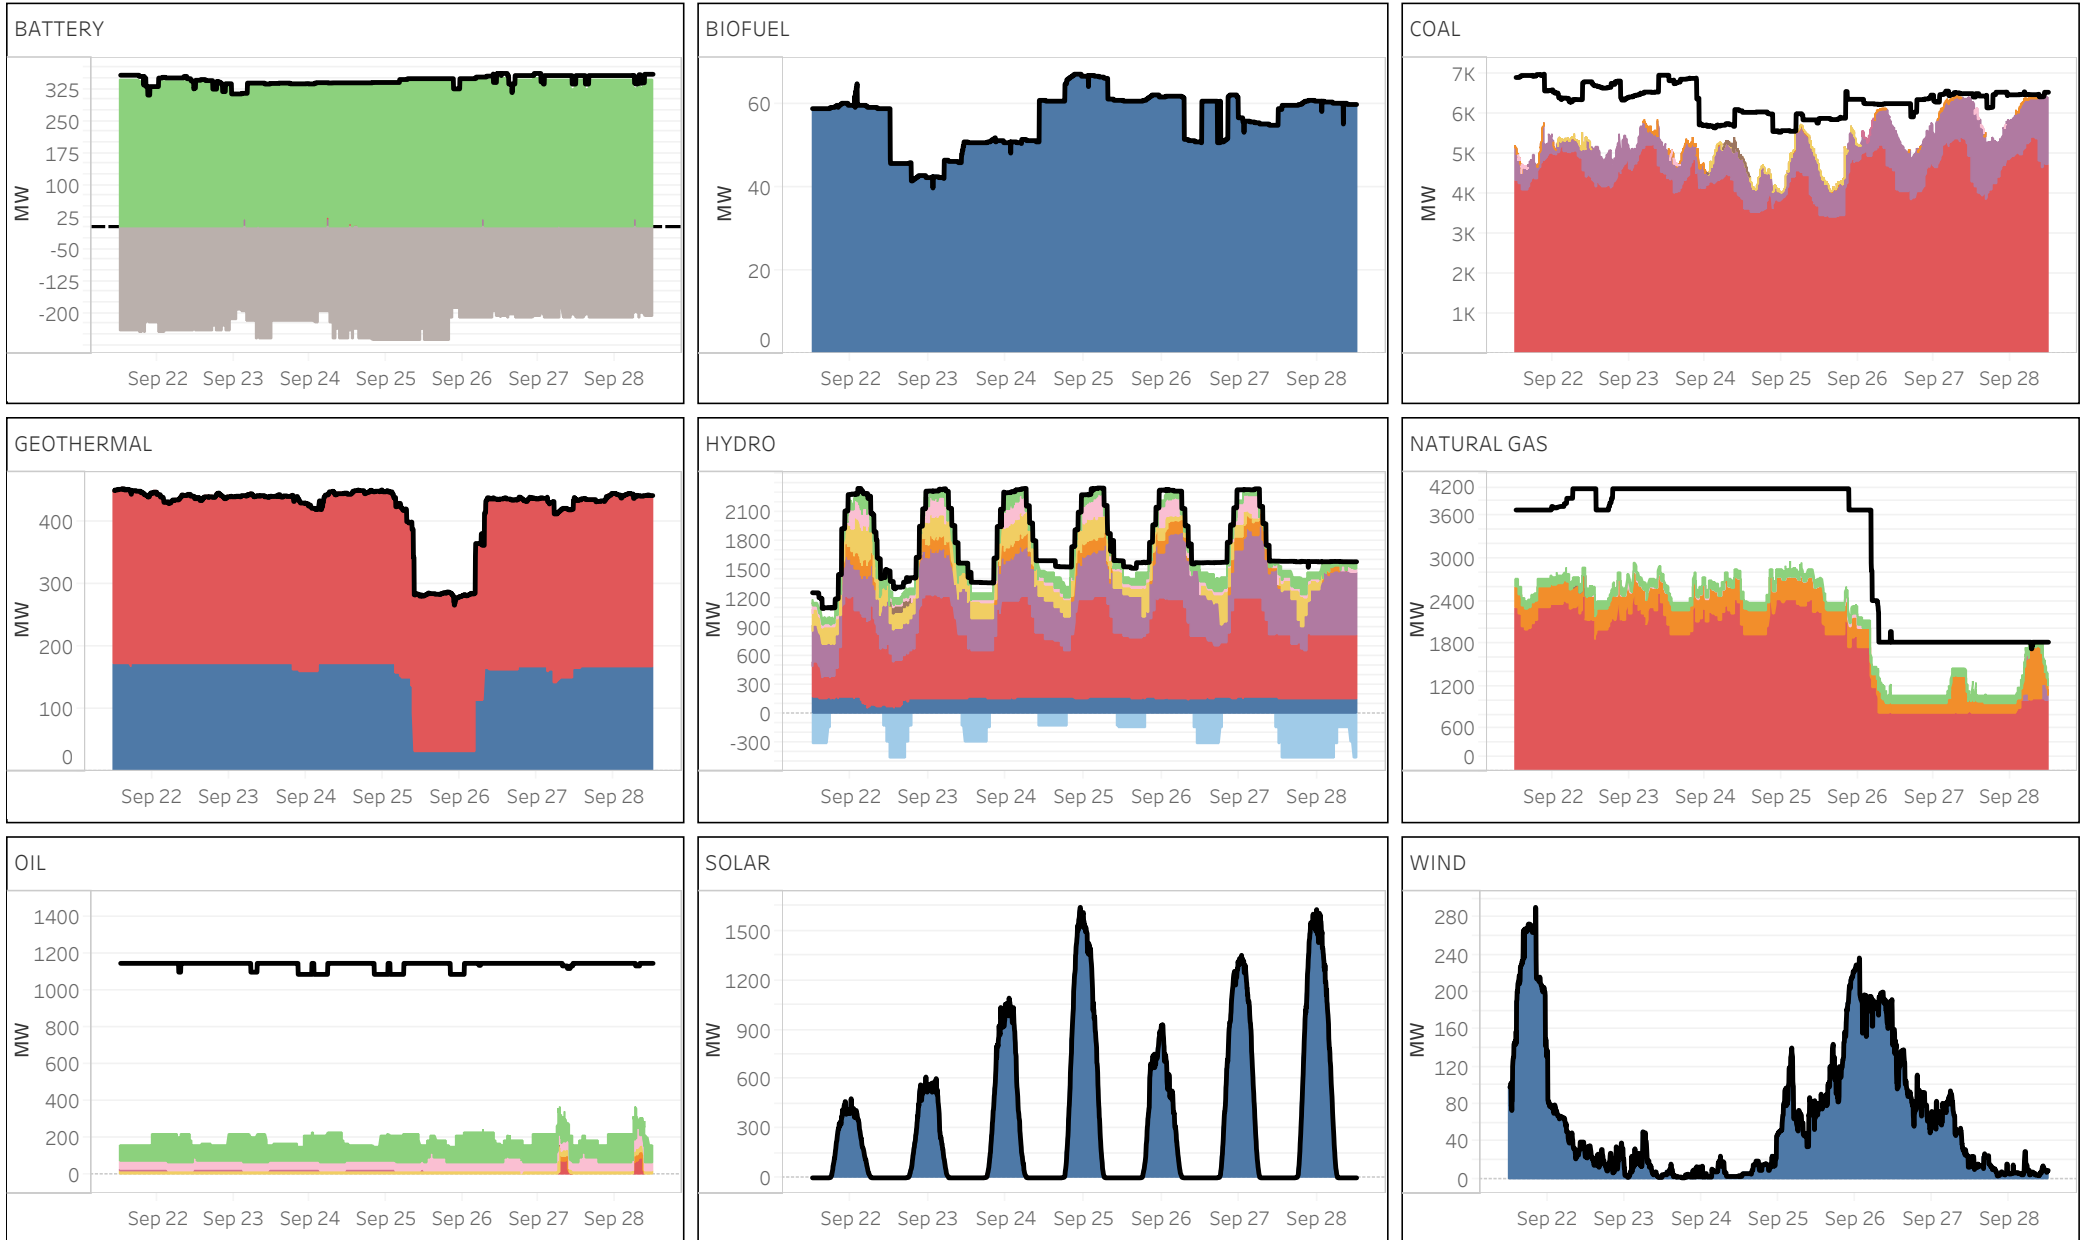 BATTERY
325
250
175
100
25
-50
-125
-200
MW
Sep 22 Sep 23 Sep 24 Sep 25 Sep 26 Sep 27 Sep 28
BIOFUEL
60
40
20
0
MW
Sep 22 Sep 23 Sep 24 Sep 25 Sep 26 Sep 27 Sep 28
COAL
7K
6K
5K
4K
3K
2K
1K
MW
Sep 22 Sep 23 Sep 24 Sep 25 Sep 26 Sep 27 Sep 28
GEOTHERMAL
400
300
200
100
0
MW
Sep 22 Sep 23 Sep 24 Sep 25 Sep 26 Sep 27 Sep 28
HYDRO
2100
1800
1500
1200
900
600
300
0
-300
MW
Sep 22 Sep 23 Sep 24 Sep 25 Sep 26 Sep 27 Sep 28
NATURAL GAS
4200
3600
3000
2400
1800
1200
600
0
MW
Sep 22 Sep 23 Sep 24 Sep 25 Sep 26 Sep 27 Sep 28
OIL
1400
1200
1000
800
600
400
200
0
MW
Sep 22 Sep 23 Sep 24 Sep 25 Sep 26 Sep 27 Sep 28
SOLAR
1500
1200
900
600
300
0
MW
Sep 22 Sep 23 Sep 24 Sep 25 Sep 26 Sep 27 Sep 28
WIND
280
240
200
160
120
80
40
0
MW
Sep 22 Sep 23 Sep 24 Sep 25 Sep 26 Sep 27 Sep 28